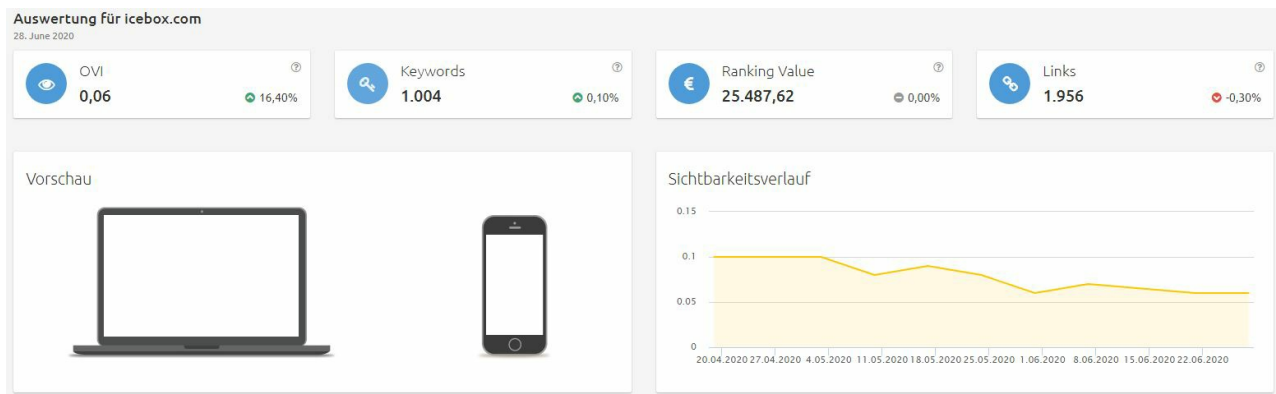 Auswertung für icebox.com
28. June 2020
OVI
0,06
16,40%
Keywords
1.004
0,10%
€
Ranking Value
25.487,62
0,00%
Links
1.956
-0,30%
Vorschau
Sichtbarkeitsverlauf
0.15
0.1
0.05
0
20.04.2020 27.04.2020 4.05.2020 11.05.2020 18.05.2020 25.05.2020 1.06.2020 8.06.2020 15.06.2020 22.06.2020